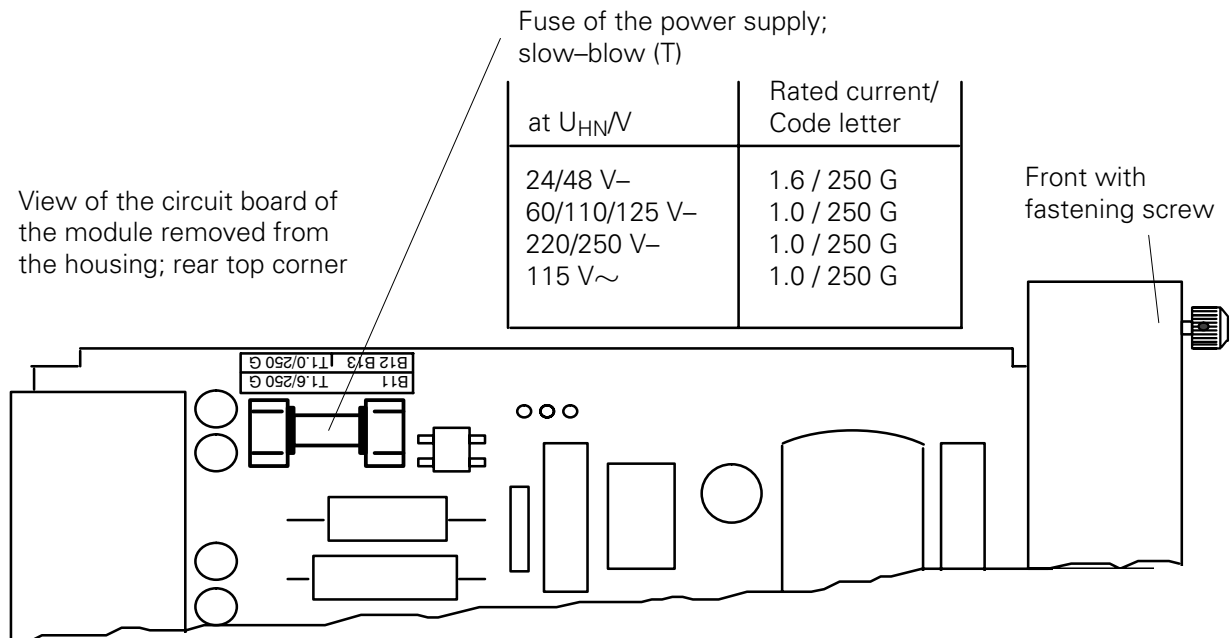 Fuse of the power supply;
slow–blow (T)
at UHN/V
Rated current/
Code letter
24/48 V– 1.6 / 250 G
60/110/125 V– 1.0 / 250 G
220/250 V– 1.0 / 250 G
115 V~ 1.0 / 250 G
View of the circuit board of
the module removed from
the housing; rear top corner
Front with
fastening screw
B11 T1.6/250 G
B12 B13 T1.0/250 G